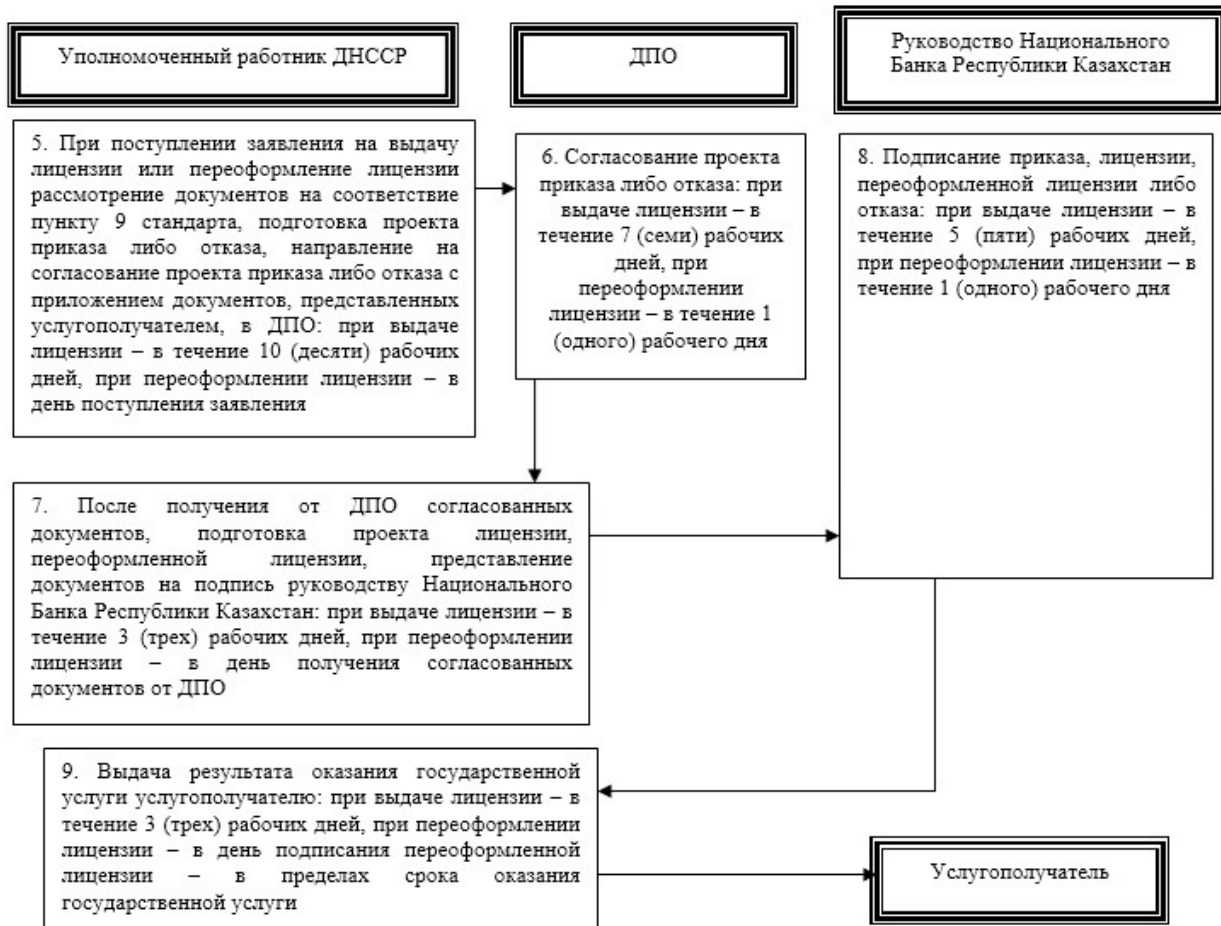 Уполномоченный работник ДНССР
ДПО
Руководство Национального
Банка Республики Казахстан
5. При поступлении заявления на выдачу
лицензии или переоформление лицензии
рассмотрение документов на соответствие
пункту 9 стандарта, подготовка проекта
приказа либо отказа, направление на
согласование проекта приказа либо отказа с
приложением документов, представленных
услугополучателем, в ДПО: при выдаче
лицензии – в течение 10 (десяти) рабочих
дней, при переоформлении лицензии – в
день поступления заявления
6. Согласование проекта
приказа либо отказа: при
выдаче лицензии – в
течение 7 (семи) рабочих
дней, при
переоформлении
лицензии – в течение 1
(одного) рабочего дня
8. Подписание приказа, лицензии,
переоформленной лицензии либо
отказа: при выдаче лицензии – в
течение 5 (пяти) рабочих дней,
при переоформлении лицензии – в
течение 1 (одного) рабочего дня
7. После получения от ДПО согласованных
документов, подготовка проекта лицензии,
переоформленной лицензии, представление
документов на подпись руководству Национального
Банка Республики Казахстан: при выдаче лицензии – в
течение 3 (трех) рабочих дней, при переоформлении
лицензии – в день получения согласованных
документов от ДПО
9. Выдача результата оказания государственной
услуги услугополучателю: при выдаче лицензии – в
течение 3 (трех) рабочих дней, при переоформлении
лицензии – в день подписания переоформленной
лицензии – в пределах срока оказания
государственной услуги
Услугополучатель